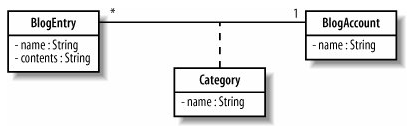 BlogEntry
- name : String
- contents : String
*
1
BlogAccount
- name : String
Category
- name : String